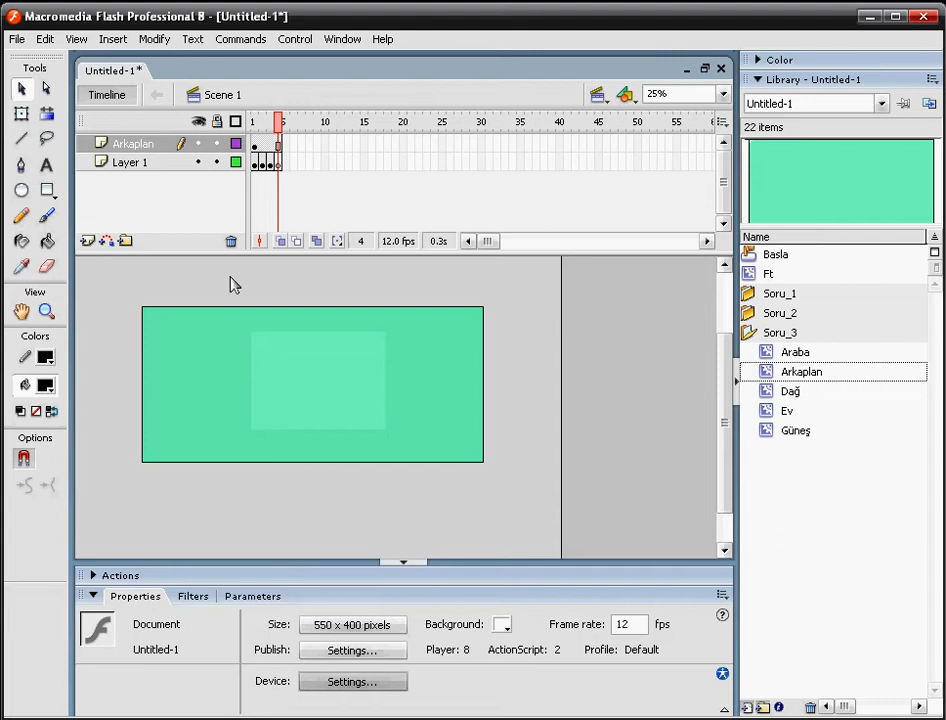 Macromedia Flash Professional 8 - [Untitled-1*]
File Edit View Insert Modify Text Commands Control Window Help
Tools
View
Colors
Options
Untitled-1*
Timeline
Scene 1
25%
1 5 10 15 20 25 30 35 40 45 50 55 6
Arkaplan
Layer 1
4 12.0 fps 0.3s
Actions
Properties Filters Parameters
Document
Untitled-1
Size: 550 x 400 pixels Background: Frame rate: 12 fps
Publish: Settings... Player: 8 ActionScript: 2 Profile: Default
Device: Settings...
Color
Library - Untitled-1
Untitled-1
22 items
Name
Basla
Ft
Soru_1
Soru_2
Soru_3
Araba
Arkaplan
Dağ
Ev
Güneş